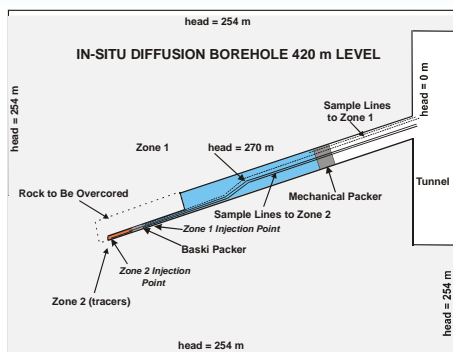 head = 254 m
IN-SITU DIFFUSION BOREHOLE 420 m LEVEL
head = 254 m
head = 0 m
Sample Lines
to Zone 1
Zone 1
head = 270 m
Rock to Be Overcored
Mechanical Packer
Tunnel
Sample Lines to Zone 2
Zone 1 Injection Point
Baski Packer
Zone 2 Injection
Point
Zone 2 (tracers)
head = 254 m
head = 254 m